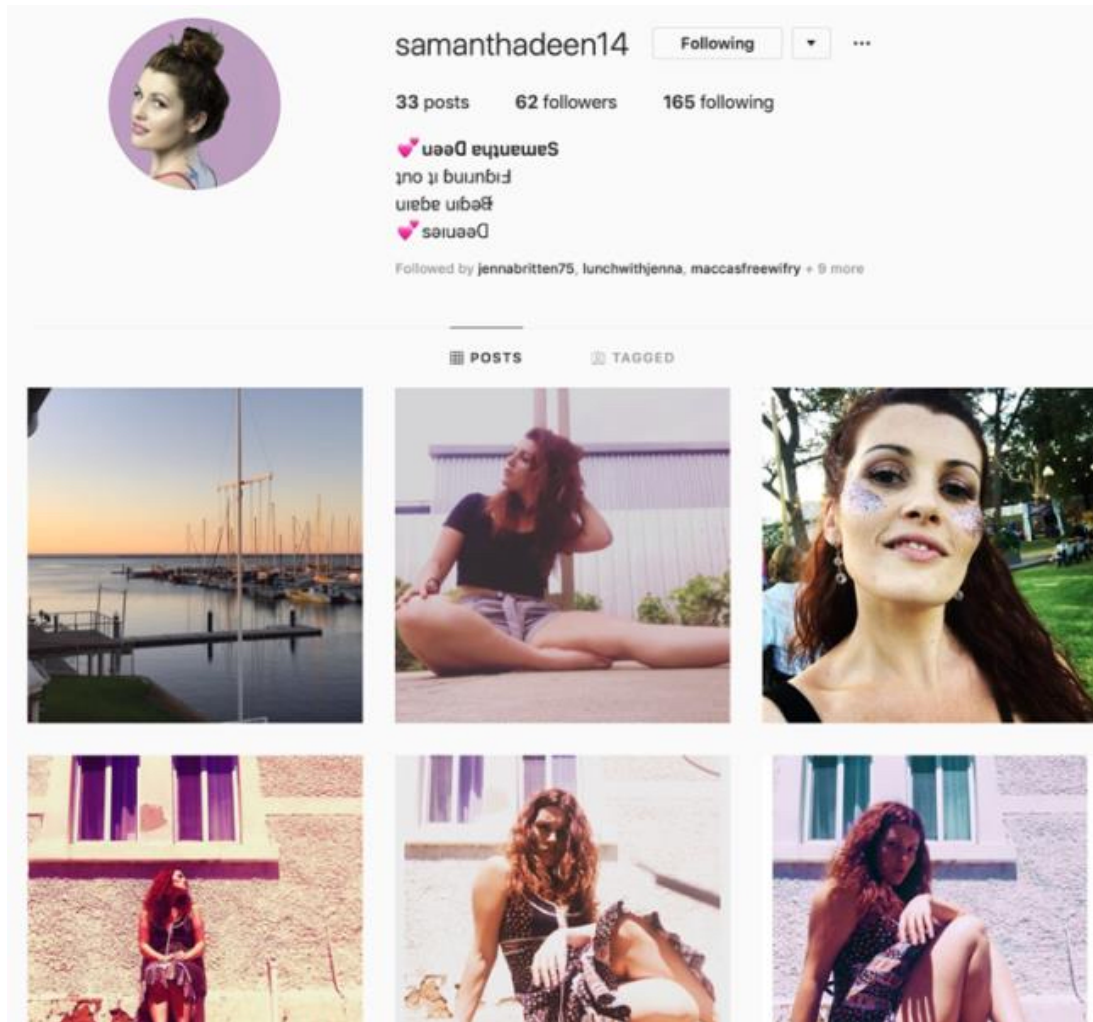 samanthadeen14 Following ▾ ...
33 posts 62 followers 165 following
💕 Samantha Deen
Figuring it out
Begin again
💕 Deenies
Followed by jennabritten75, lunchwithjenna, maccasfreewifry + 9 more
POSTS TAGGED